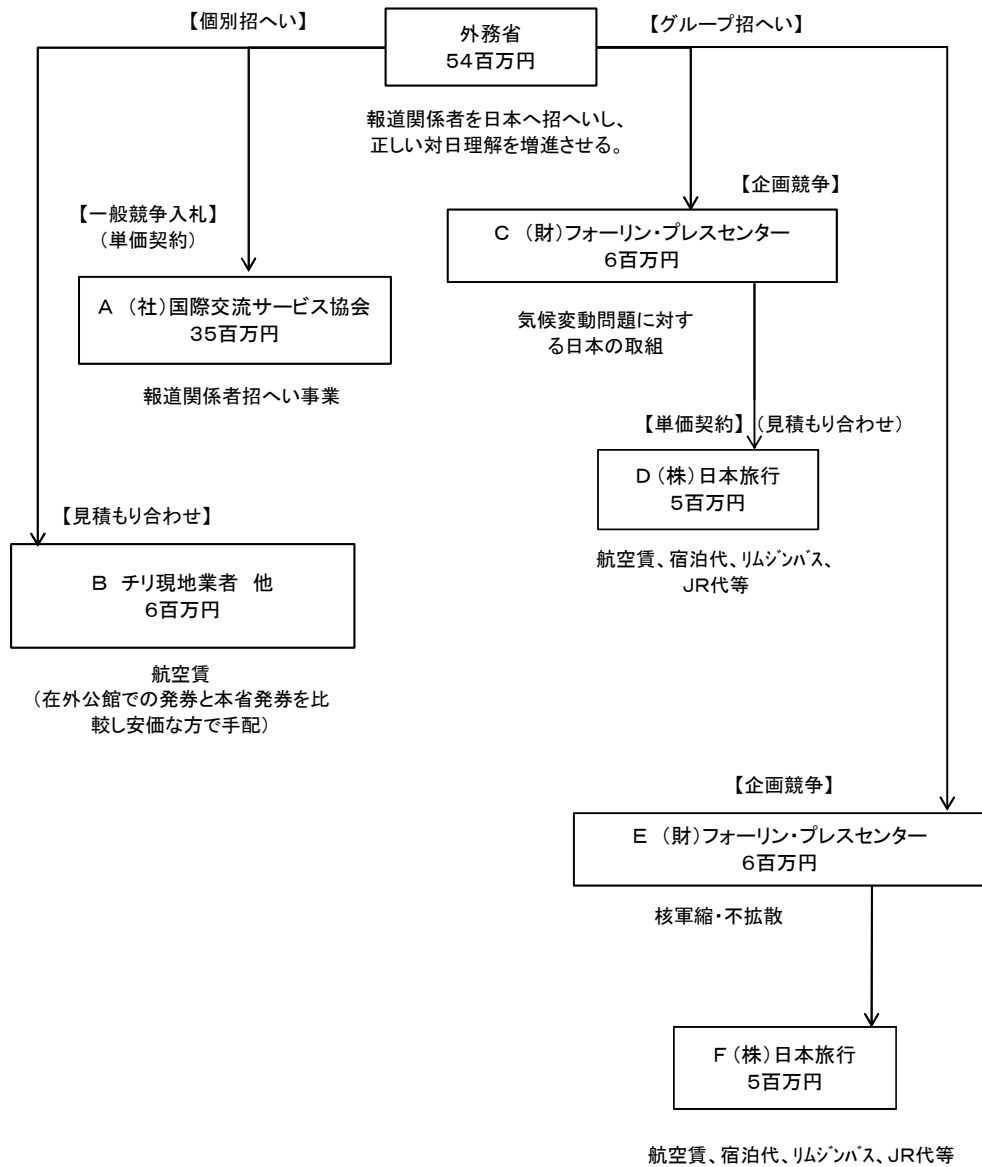 【個別招へい】
外務省
54百万円
【グループ招へい】
報道関係者を日本へ招へいし、
正しい対日理解を増進させる。
【一般競争入札】
（単価契約）
A （社）国際交流サービス協会
35百万円
報道関係者招へい事業
【見積もり合わせ】
B チリ現地業者 他
6百万円
航空賃
（在外公館での発券と本省発券を比
較し安価な方で手配）
【企画競争】
C （財）フォーリン・プレスセンター
6百万円
気候変動問題に対す
る日本の取組
【単価契約】（見積もり合わせ）
D （株）日本旅行
5百万円
航空賃、宿泊代、ﾘﾑｼﾞﾝﾊﾞｽ、
JR代等
【企画競争】
E （財）フォーリン・プレスセンター
6百万円
核軍縮・不拡散
F （株）日本旅行
5百万円
航空賃、宿泊代、ﾘﾑｼﾞﾝﾊﾞｽ、JR代等